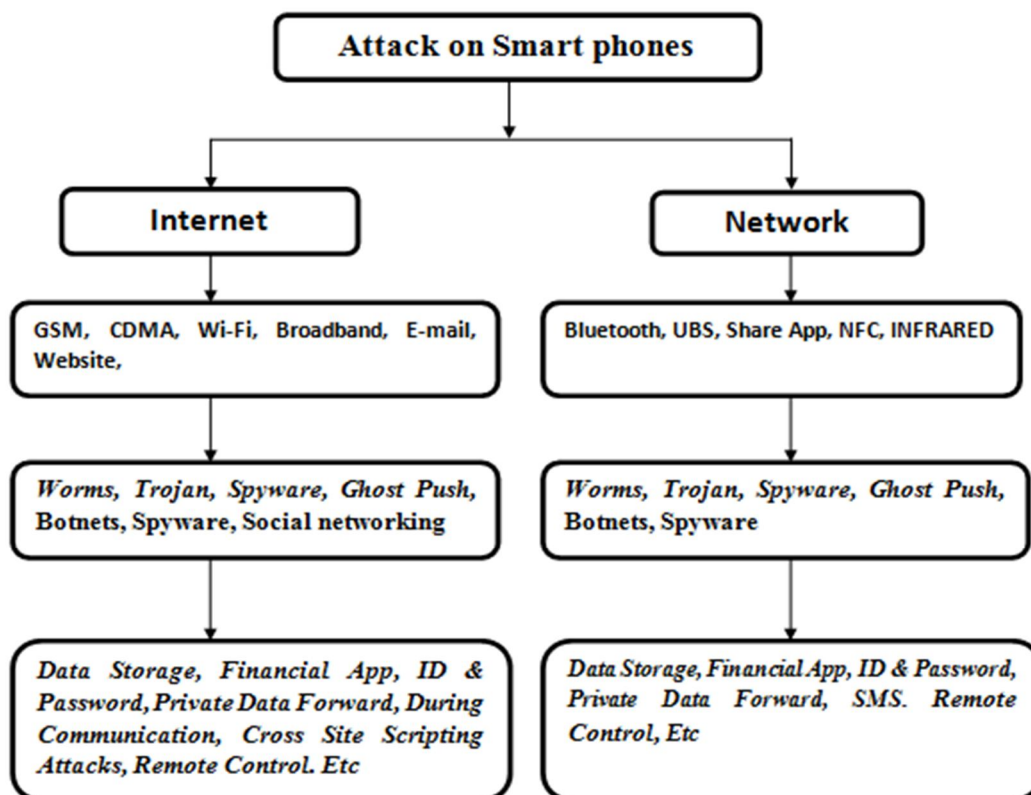 Attack on Smart phones
Internet
Network
GSM, CDMA, Wi-Fi, Broadband, E-mail,
Website,
Bluetooth, UBS, Share App, NFC, INFRARED
Worms, Trojan, Spyware, Ghost Push,
Botnets, Spyware, Social networking
Worms, Trojan, Spyware, Ghost Push,
Botnets, Spyware
Data Storage, Financial App, ID &
Password, Private Data Forward, During
Communication, Cross Site Scripting
Attacks, Remote Control. Etc
Data Storage, Financial App, ID & Password,
Private Data Forward, SMS. Remote
Control, Etc